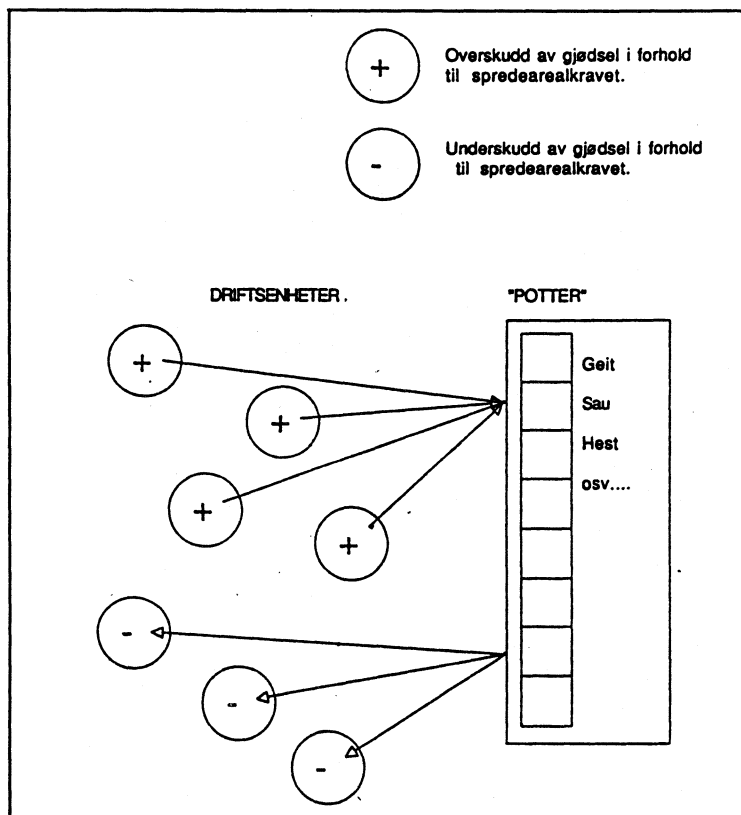 + Overskudd av gjødsel i forhold
til spredearealkravet.
- Underskudd av gjødsel i forhold
til spredearealkravet.
DRIFTSENHETER.
"POTTER"
+
Geit
+
Sau
Hest
+
osv....
+
-
-
-